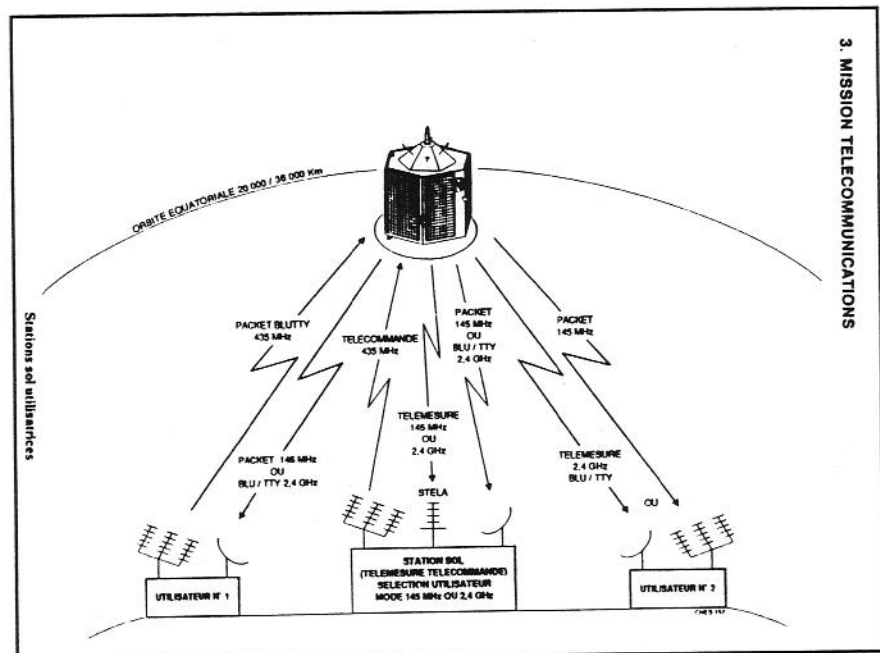 3. MISSION TELECOMMUNICATIONS
ORBITE EQUATORIALE 20 000 / 36 000 Km
PACKET BLUTTY
435 MHz
TELECOMMANDE
435 MHz
PACKET
145 MHz
OU
BLU / TTY
2,4 GHz
PACKET
145 MHz
TELEMESURE
145 MHz
OU
2,4 GHz
TELEMESURE
2,4 GHz
BLU / TTY
PACKET 145 MHz
OU
BLU / TTY 2,4 GHz
STELA
OU
UTILISATEUR N° 1
STATION SOL
(TELEMESURE TELECOMMANDE)
SELECTION UTILISATEUR
MODE 145 MHz OU 2,4 GHz
UTILISATEUR N° 2
Stations sol utilisatrices